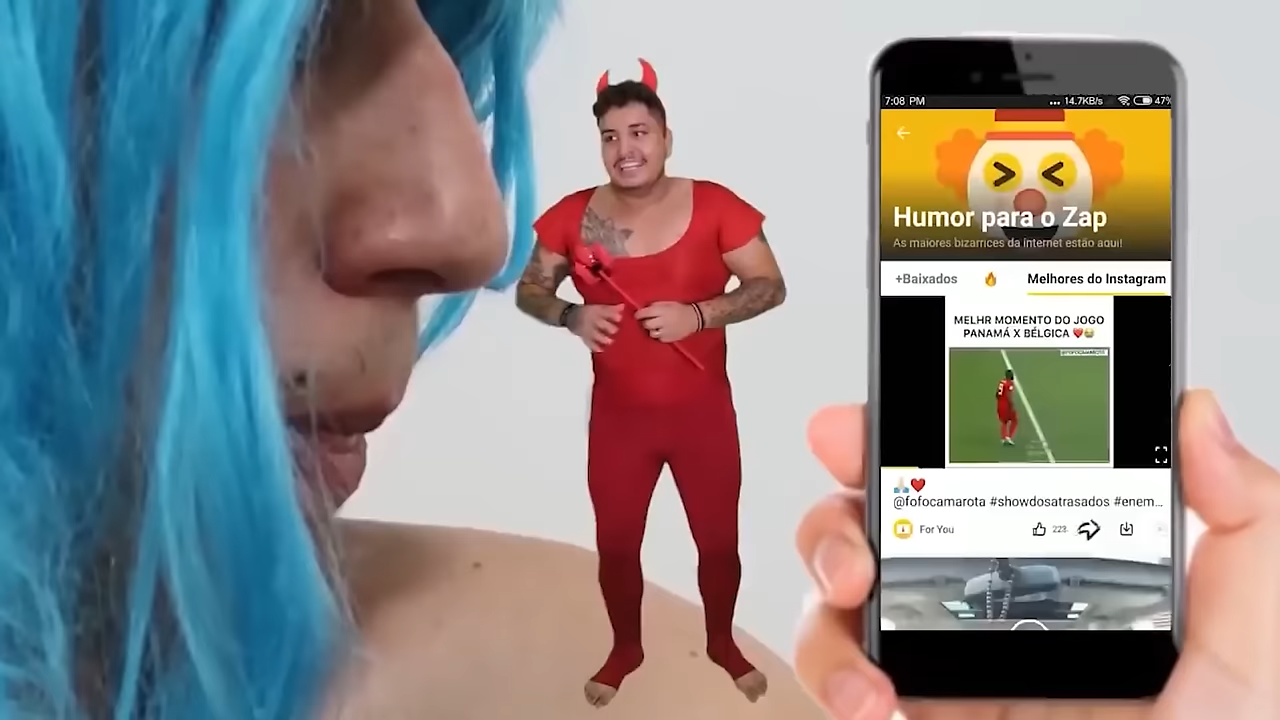 7:08 PM
... 14.7KB/s
47%
Humor para o Zap
As maiores bizarrices da internet estão aqui!
+Baixados
Melhores do Instagram
MELHR MOMENTO DO JOGO
PANAMÁ X BÉLGICA ❤️😭
🙏🏻❤️
@fofocamarota #showdosatrasados #enem...
For You
223